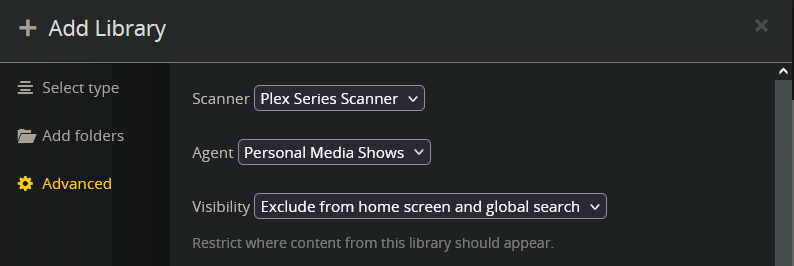 Add Library
Select type
Add folders
Advanced
Scanner Plex Series Scanner
Agent Personal Media Shows
Visibility Exclude from home screen and global search
Restrict where content from this library should appear.